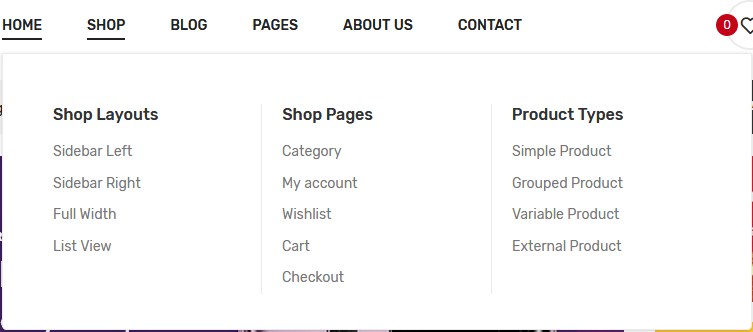 HOME SHOP BLOG PAGES ABOUT US CONTACT 0
Shop Layouts
Sidebar Left
Sidebar Right
Full Width
List View
Shop Pages
Category
My account
Wishlist
Cart
Checkout
Product Types
Simple Product
Grouped Product
Variable Product
External Product